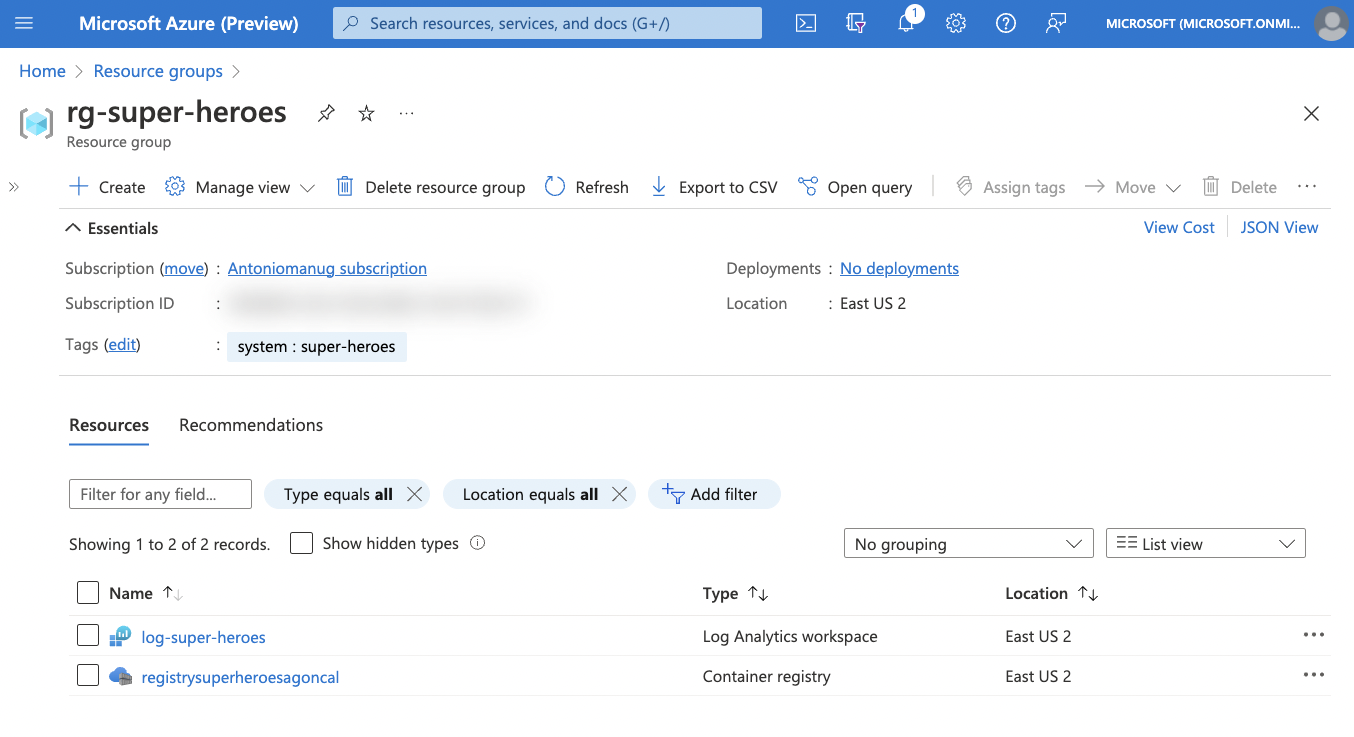 Microsoft Azure (Preview)
Search resources, services, and docs (G+/)
1
MICROSOFT (MICROSOFT.ONMI...
Home > Resource groups >
rg-super-heroes
...
Resource group
Create
Manage view
Delete resource group
Refresh
Export to CSV
Open query
Assign tags
Move
Delete
...
Essentials
View Cost
JSON View
Subscription (move) : Antoniomanug subscription
Deployments : No deployments
Subscription ID :
Location : East US 2
Tags (edit) : system : super-heroes
Resources
Recommendations
Filter for any field...
Type equals all
Location equals all
Add filter
Showing 1 to 2 of 2 records.
Show hidden types
No grouping
List view
Name
Type
Location
log-super-heroes
Log Analytics workspace
East US 2
...
registrysuperheroesagoncal
Container registry
East US 2
...